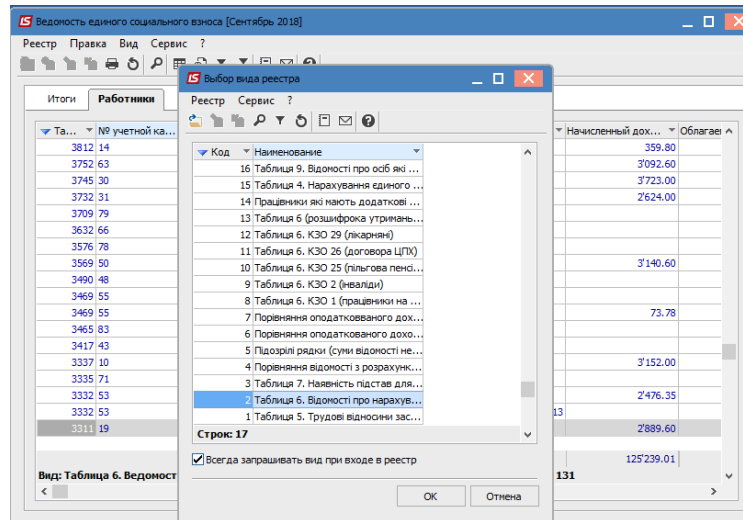 Ведомость единого социального взноса [Сентябрь 2018]
Реестр Правка Вид Сервис ?
Итоги Работники
Та... № учетной ка... Начисленный дох... Облагае
3812 14 359.80
3752 63 3'092.60
3745 30 3'723.00
3732 31 2'624.00
3709 79
3632 66
3576 78
3569 50 3'140.60
3490 48
3469 55
3469 55 73.78
3465 83
3417 43
3337 10 3'152.00
3335 71
3332 53 2'476.35
3332 53 13
3311 19 2'889.60
125'239.01
Вид: Таблица 6. Ведомост 131
Выбор вида реестра
Реестр Сервис ?
Код Наименование
16 Таблиця 9. Відомості про осіб які ...
15 Таблиця 4. Нарахування єдиного ...
14 Працівники які мають додаткові ...
13 Таблиця 6 (розшифрока утримань...
12 Таблиця 6. КЗО 29 (лікарняні)
11 Таблиця 6. КЗО 26 (договора ЦПХ)
10 Таблиця 6. КЗО 25 (пільгова пенсі...
9 Таблиця 6. КЗО 2 (інваліди)
8 Таблиця 6. КЗО 1 (працівники на ...
7 Порівняння оподатковваного дох...
6 Порівняння оподаткованого дохо...
5 Підозрілі рядки (суми відомості не...
4 Порівняння відомості з розрахунк...
3 Таблиця 7. Наявність підстав для...
2 Таблиця 6. Відомості про нарахув...
1 Таблиця 5. Трудові відносини зас...
Строк: 17
Всегда запрашивать вид при входе в реестр
ОК Отмена